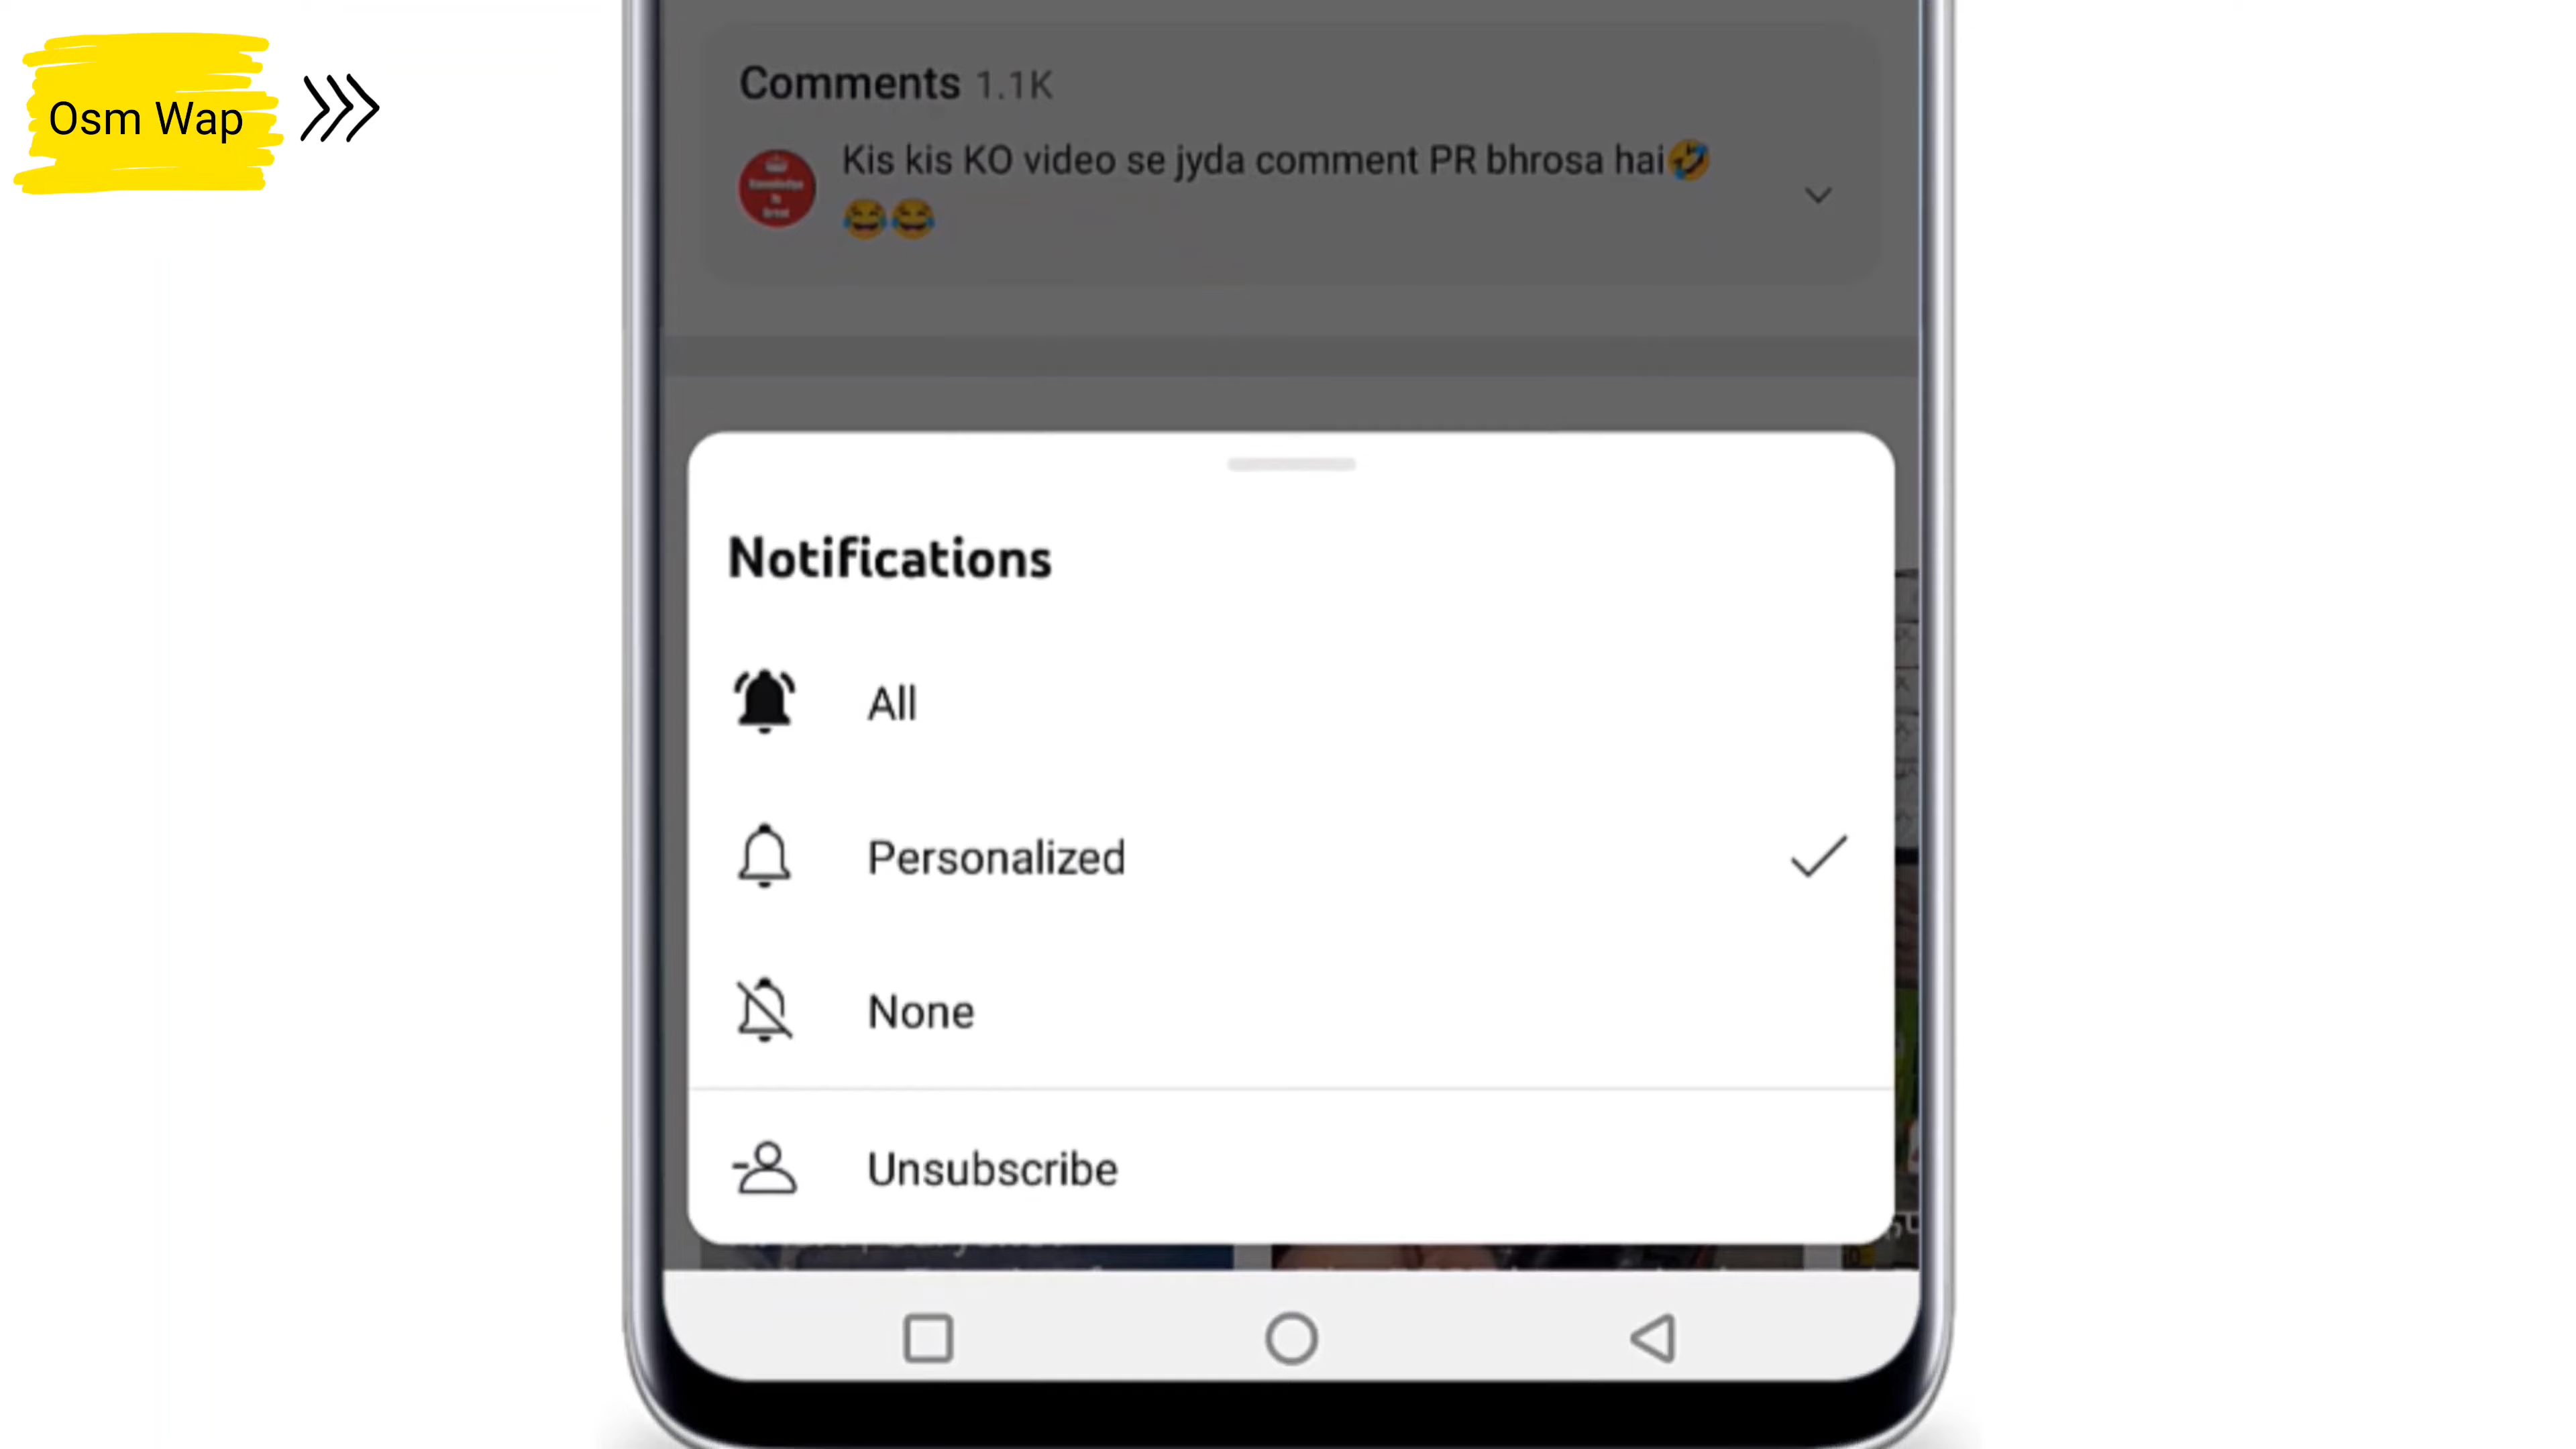 Osm Wap
Comments 1.1K
Kis kis KO video se jyda comment PR bhrosa hai🤣
😂😂
Notifications
All
Personalized
None
Unsubscribe